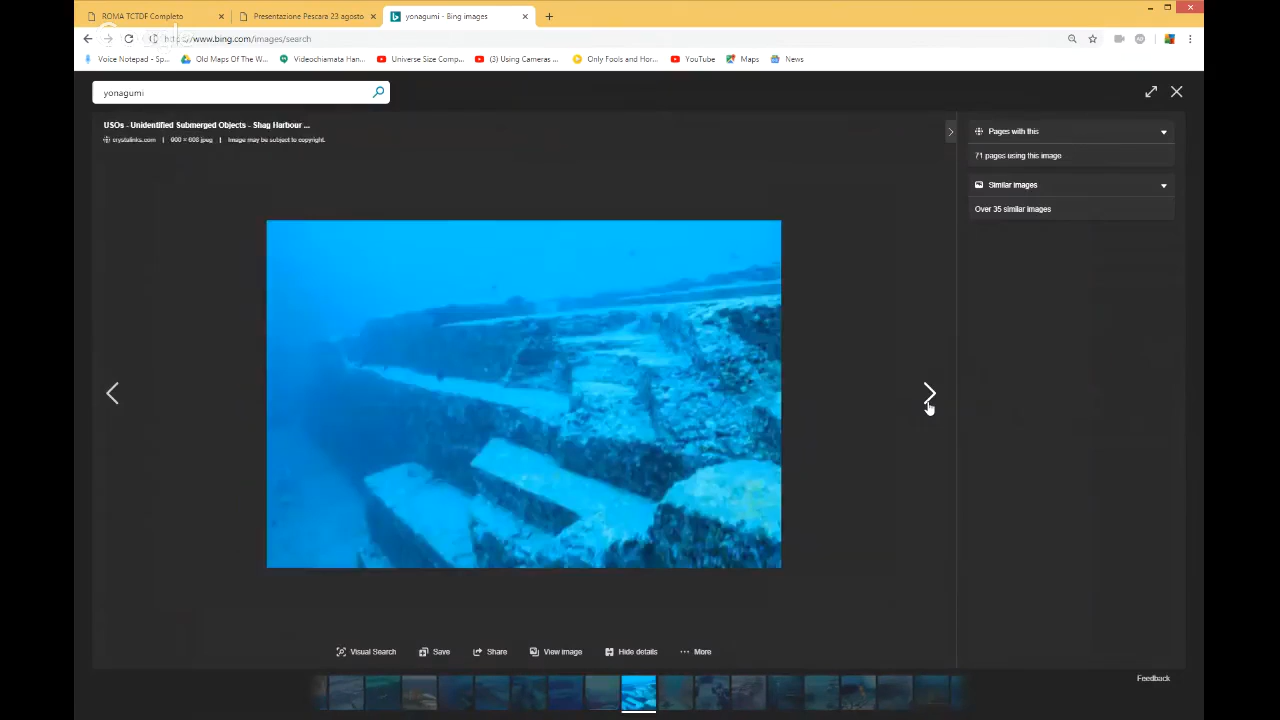 ROMA TCTDF Completo
Presentazione Pescara 23 agosto
yonagumi - Bing images
www.bing.com/images/search
Voice Notepad - Sp...
Old Maps Of The W...
Videochiamata Han...
Universe Size Comp...
(3) Using Cameras ...
Only Fools and Hor...
YouTube
Maps
News
yonagumi
USOs - Unidentified Submerged Objects - Shag Harbour ...
crystalinks.com | jpeg | Image may be subject to copyright.
Pages with this
71 pages using this image
Similar images
Over 35 similar images
Visual Search
Save
Share
View image
Hide details
More
Feedback